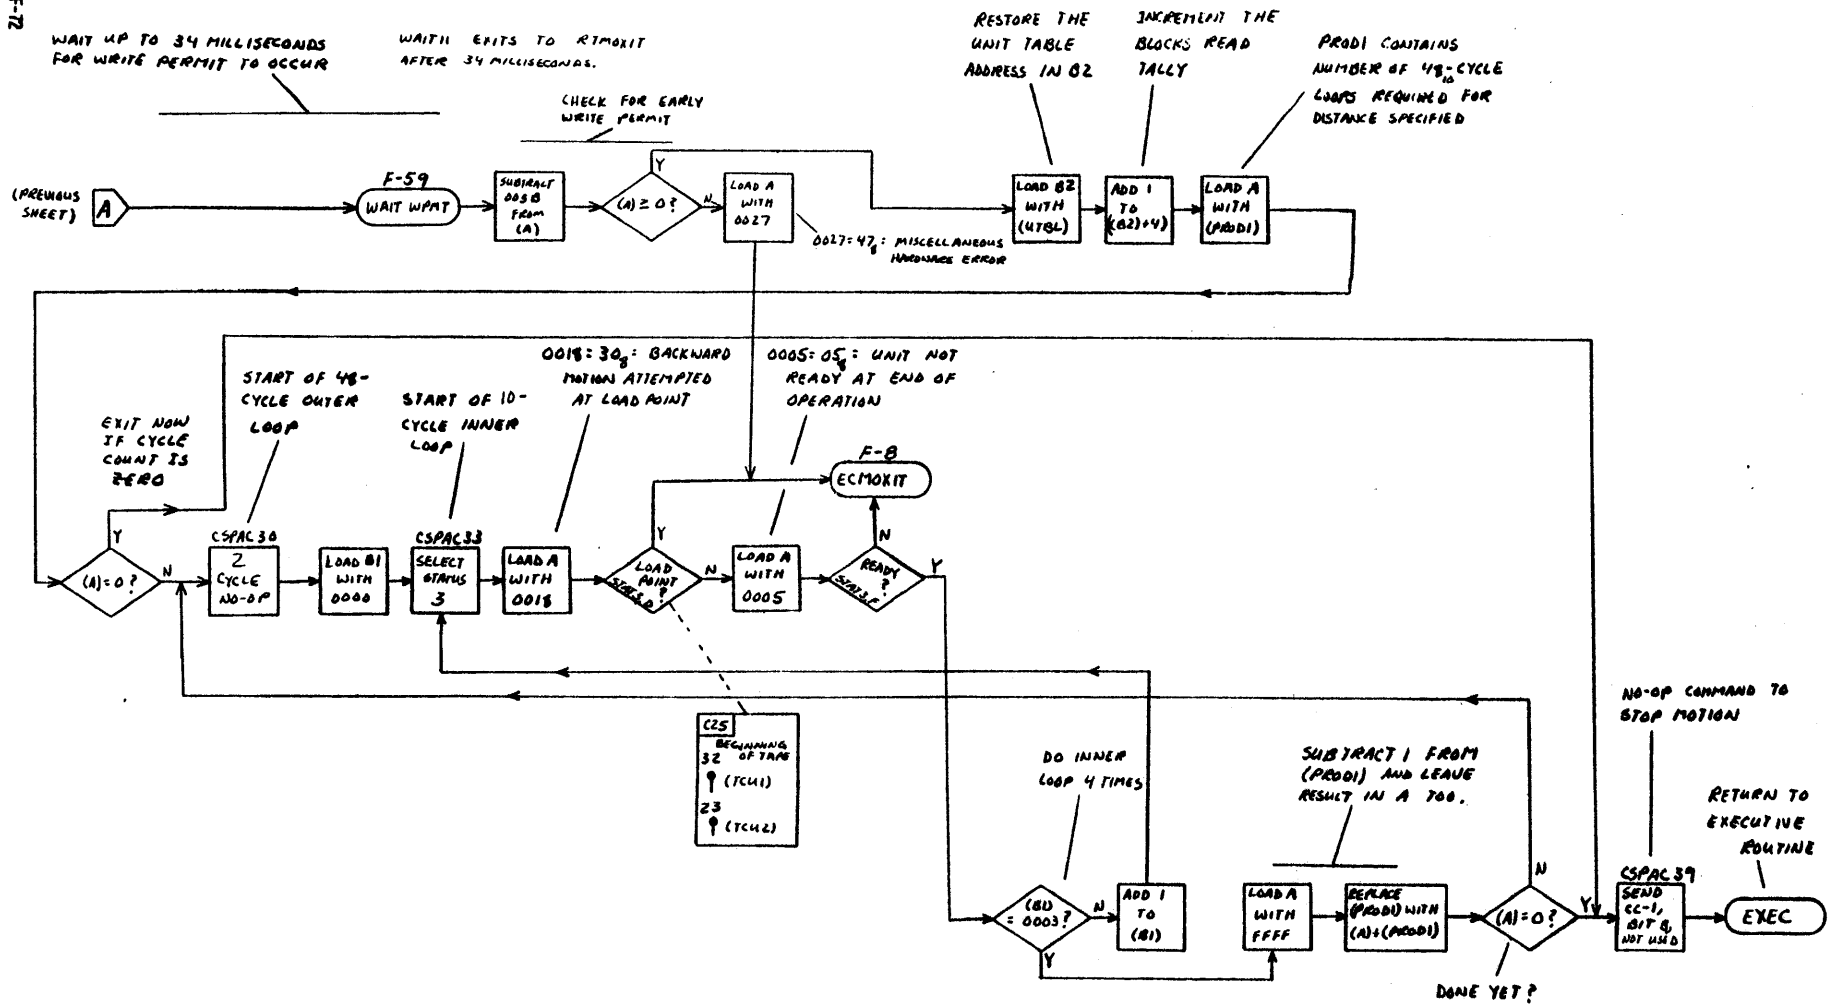 F-72
WAIT UP TO 34 MILLISECONDS
FOR WRITE PERMIT TO OCCUR
WAITH EXITS TO RTMOXIT
AFTER 34 MILLISECONDS.
CHECK FOR EARLY
WRITE PERMIT
RESTORE THE
UNIT TABLE
ADDRESS IN B2
INCREMENT THE
BLOCKS READ
TALLY
PROD1 CONTAINS
NUMBER OF 48₁₀-CYCLE
LOOPS REQUIRED FOR
DISTANCE SPECIFIED
(PREVIOUS
SHEET)
A
F-59
WAIT WPMT
SUBTRACT
003B
FROM
(A)
(A) ≥ 0?
Y
N
LOAD A
WITH
0027
0027=47₈= MISCELLANEOUS
HARDWARE ERROR
LOAD B2
WITH
(UTBL)
ADD 1
TO
((B2)+4)
LOAD A
WITH
(PROD1)
EXIT NOW
IF CYCLE
COUNT IS
ZERO
START OF 48-
CYCLE OUTER
LOOP
START OF 10-
CYCLE INNER
LOOP
0018=30₈= BACKWARD
MOTION ATTEMPTED
AT LOAD POINT
0005=05₈= UNIT NOT
READY AT END OF
OPERATION
F-8
ECMOXIT
Y
(A)=0?
N
CSPAC30
2
CYCLE
NO-OP
LOAD B1
WITH
0000
CSPAC33
SELECT
STATUS
3
LOAD A
WITH
0018
Y
LOAD
POINT
?
STAT3,D
N
LOAD A
WITH
0005
N
READY
?
STAT3,F
Y
C25
BEGINNING
OF TAPE
32
(TCU1)
23
(TCU2)
DO INNER
LOOP 4 TIMES
(B1)
= 0003?
N
Y
ADD 1
TO
(B1)
SUBTRACT 1 FROM
(PROD1) AND LEAVE
RESULT IN A TOO.
LOAD A
WITH
FFFF
REPLACE
(PROD1) WITH
(A)+(PROD1)
N
(A)=0?
Y
DONE YET?
NO-OP COMMAND TO
STOP MOTION
CSPAC39
SEND
CC-1,
BIT 8,
NOT USED
RETURN TO
EXECUTIVE
ROUTINE
EXEC